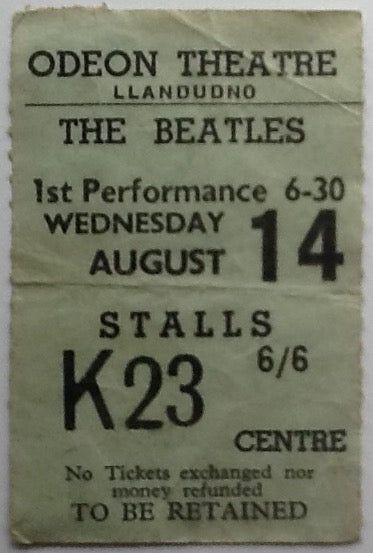 ODEON THEATRE
LLANDUDNO
THE BEATLES
1st Performance 6-30
WEDNESDAY
AUGUST 14
STALLS
K23 6/6
CENTRE
No Tickets exchanged nor
money refunded
TO BE RETAINED